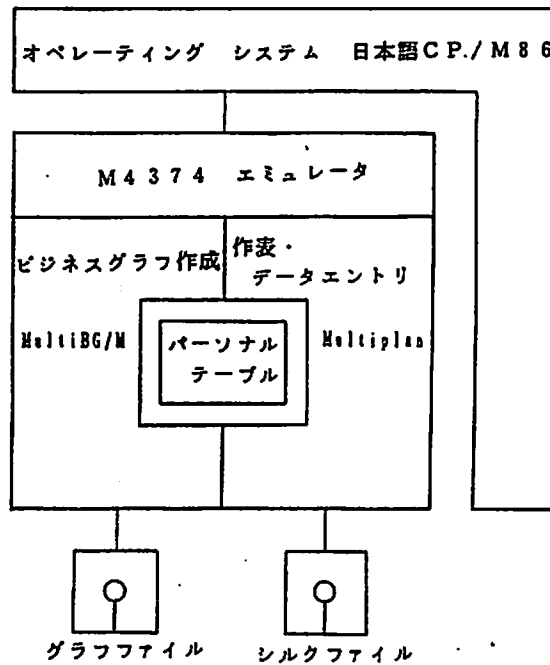 オペレーティング システム 日本語CP./M86
M4374 エミュレータ
ビジネスグラフ作成
作表・
データエントリ
MultiBG/M
Multiplan
パーソナル
テーブル
グラフファイル
シルクファイル